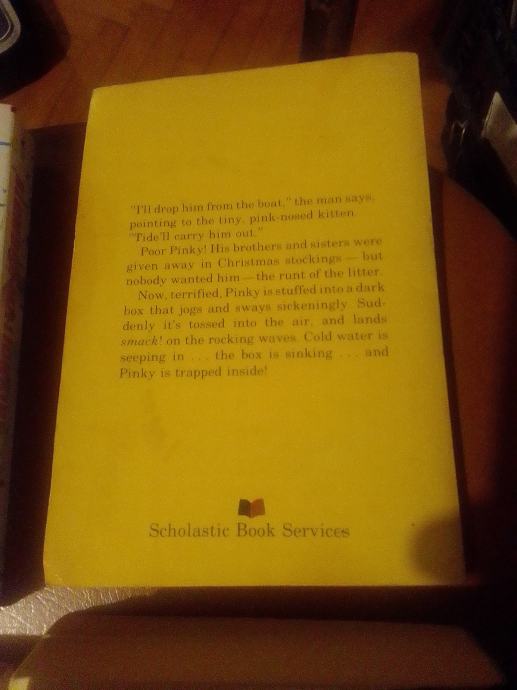 "I'll drop him from the boat," the man says,
pointing to the tiny, pink-nosed kitten.
"Tide'll carry him out."
Poor Pinky! His brothers and sisters were
given away in Christmas stockings — but
nobody wanted him — the runt of the litter.
Now, terrified, Pinky is stuffed into a dark
box that jogs and sways sickeningly. Sud-
denly it's tossed into the air, and lands
smack! on the rocking waves. Cold water is
seeping in . . . the box is sinking . . . and
Pinky is trapped inside!
Scholastic Book Services